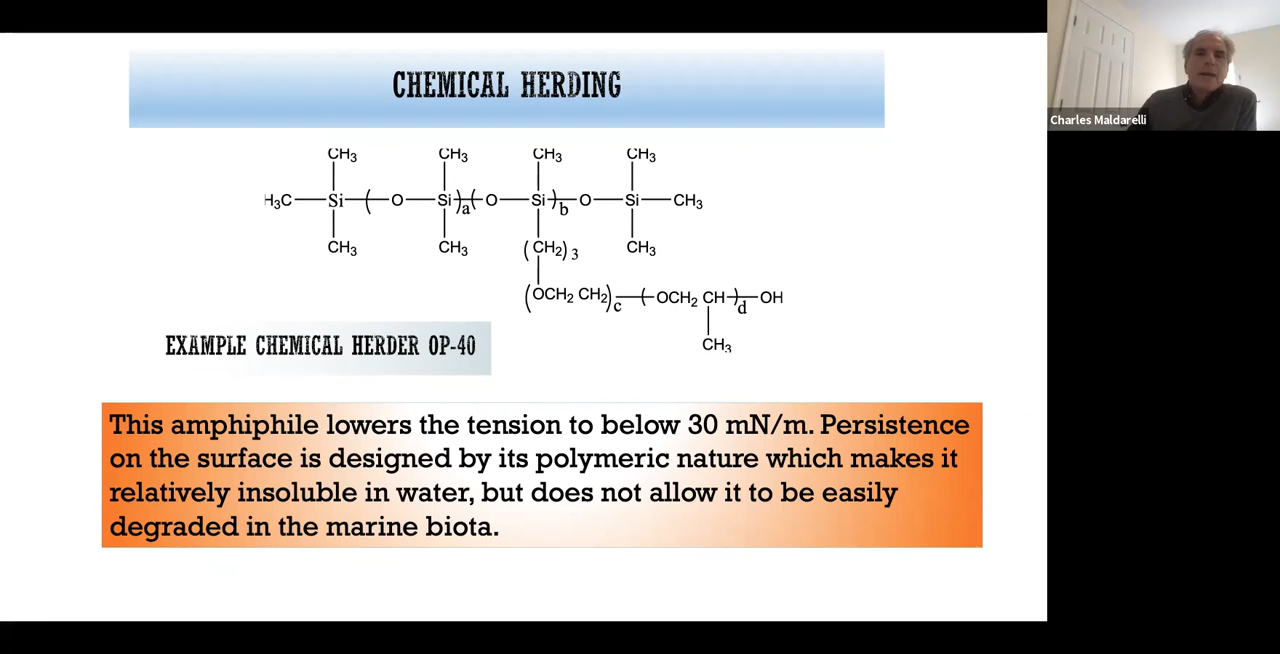 CHEMICAL HERDING
Charles Maldarelli
CH3 CH3 CH3 CH3
H3C Si ( O Si )a ( O Si )b O Si CH3
CH3 CH3 (CH2)3 CH3
(OCH2 CH2)c (OCH2 CH)d OH
CH3
EXAMPLE CHEMICAL HERDER OP-40
This amphiphile lowers the tension to below 30 mN/m. Persistence
on the surface is designed by its polymeric nature which makes it
relatively insoluble in water, but does not allow it to be easily
degraded in the marine biota.